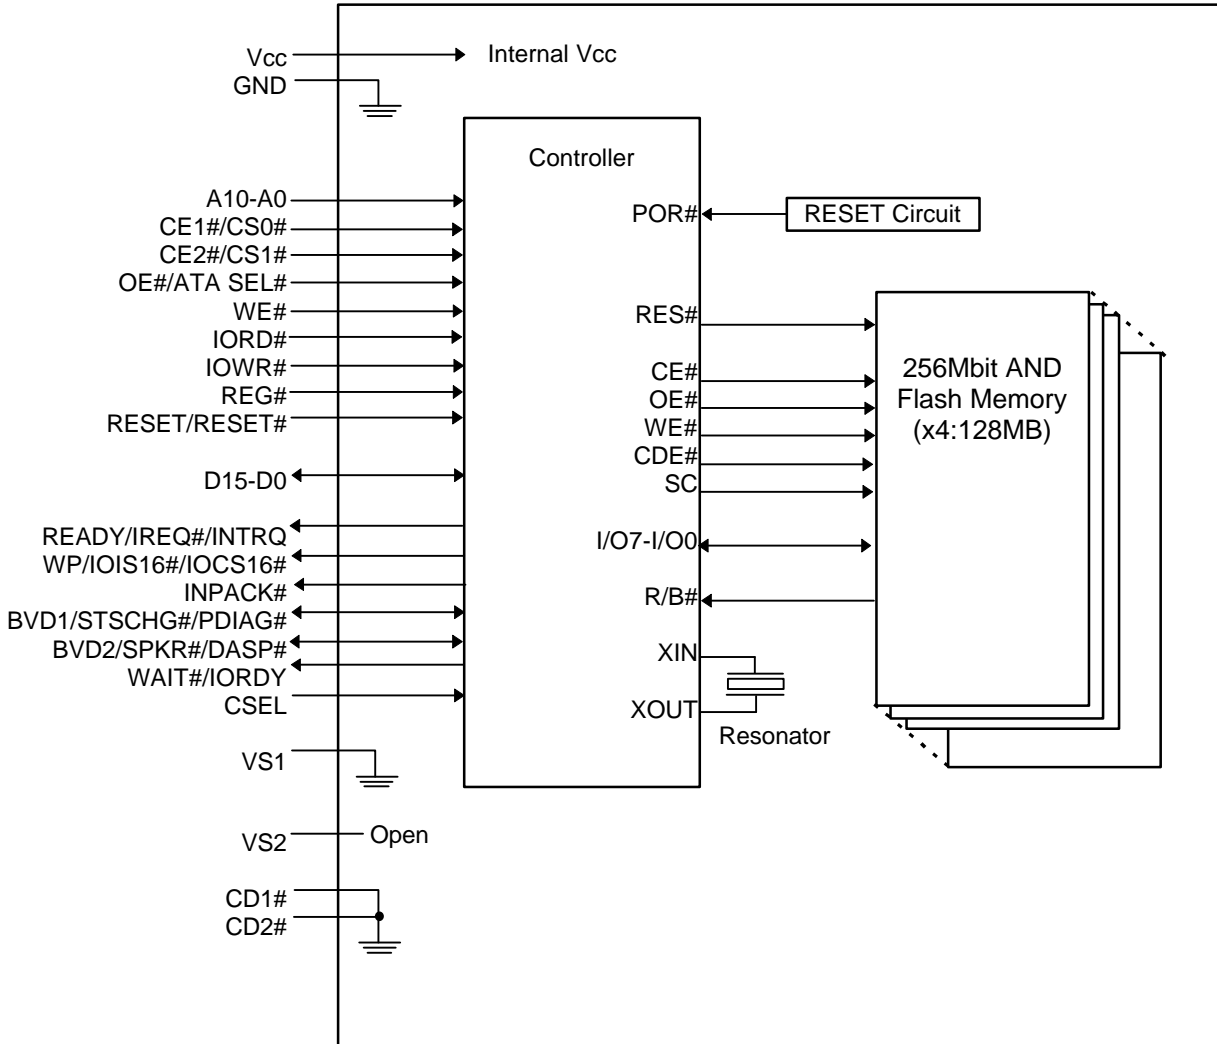 Vcc
Internal Vcc
GND
Controller
A10-A0
CE1#/CS0#
CE2#/CS1#
OE#/ATA SEL#
WE#
IORD#
IOWR#
REG#
RESET/RESET#
D15-D0
READY/IREQ#/INTRQ
WP/IOIS16#/IOCS16#
INPACK#
BVD1/STSCHG#/PDIAG#
BVD2/SPKR#/DASP#
WAIT#/IORDY
CSEL
VS1
VS2
Open
CD1#
CD2#
POR#
RESET Circuit
RES#
CE#
OE#
WE#
CDE#
SC
I/O7-I/O0
R/B#
XIN
XOUT
Resonator
256Mbit AND
Flash Memory
(x4:128MB)